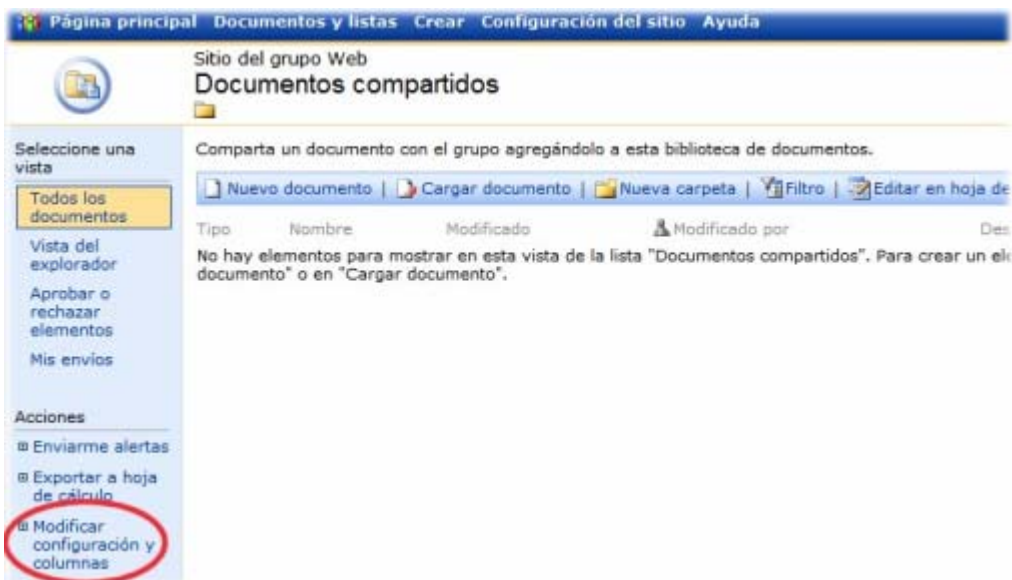 Página principal Documentos y listas Crear Configuración del sitio Ayuda
Sitio del grupo Web
Documentos compartidos
Seleccione una
vista
Todos los
documentos
Vista del
explorador
Aprobar o
rechazar
elementos
Mis envíos
Acciones
Enviarme alertas
Exportar a hoja
de cálculo
Modificar
configuración y
columnas
Comparta un documento con el grupo agregándolo a esta biblioteca de documentos.
Nuevo documento | Cargar documento | Nueva carpeta | Filtro | Editar en hoja de
Tipo Nombre Modificado Modificado por Des
No hay elementos para mostrar en esta vista de la lista "Documentos compartidos". Para crear un el
documento" o en "Cargar documento".